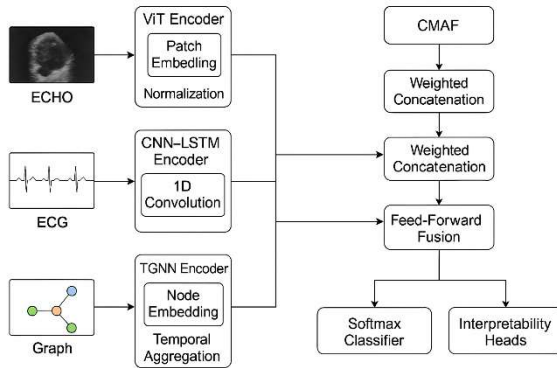 ECHO
ViT Encoder
Patch
Embedling
Normalization
ECG
CNN–LSTM
Encoder
1D
Convolution
Graph
TGNN Encoder
Node
Embedding
Temporal
Aggregation
CMAF
Weighted
Concatenation
Weighted
Concatenation
Feed-Forward
Fusion
Softmax
Classifier
Interpretability
Heads